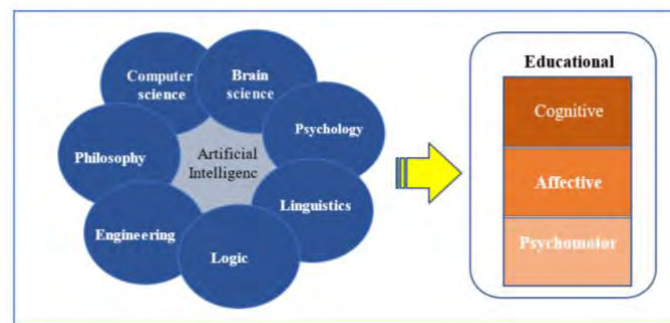 Computer
science
Brain
science
Psychology
Philosophy
Artificial
Intelligenc
Linguistics
Engineering
Logic
Educational
Cognitive
Affective
Psychomotor